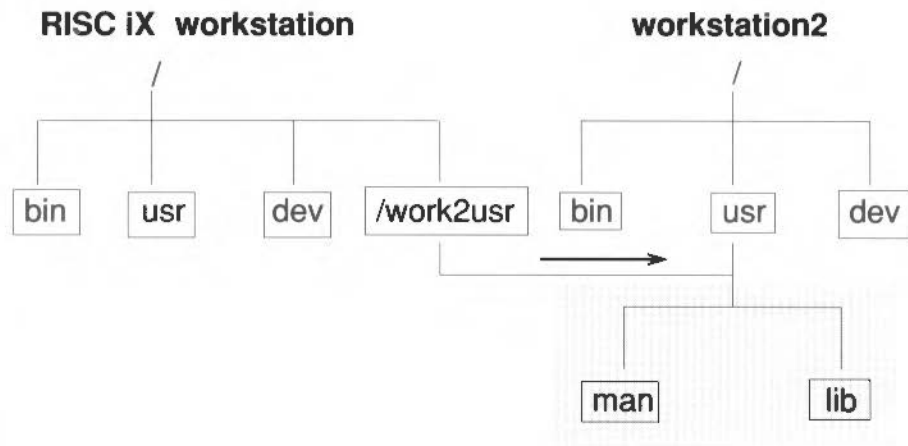 RISC iX workstation
workstation2
/
/
bin
usr
dev
/work2usr
bin
usr
dev
man
lib